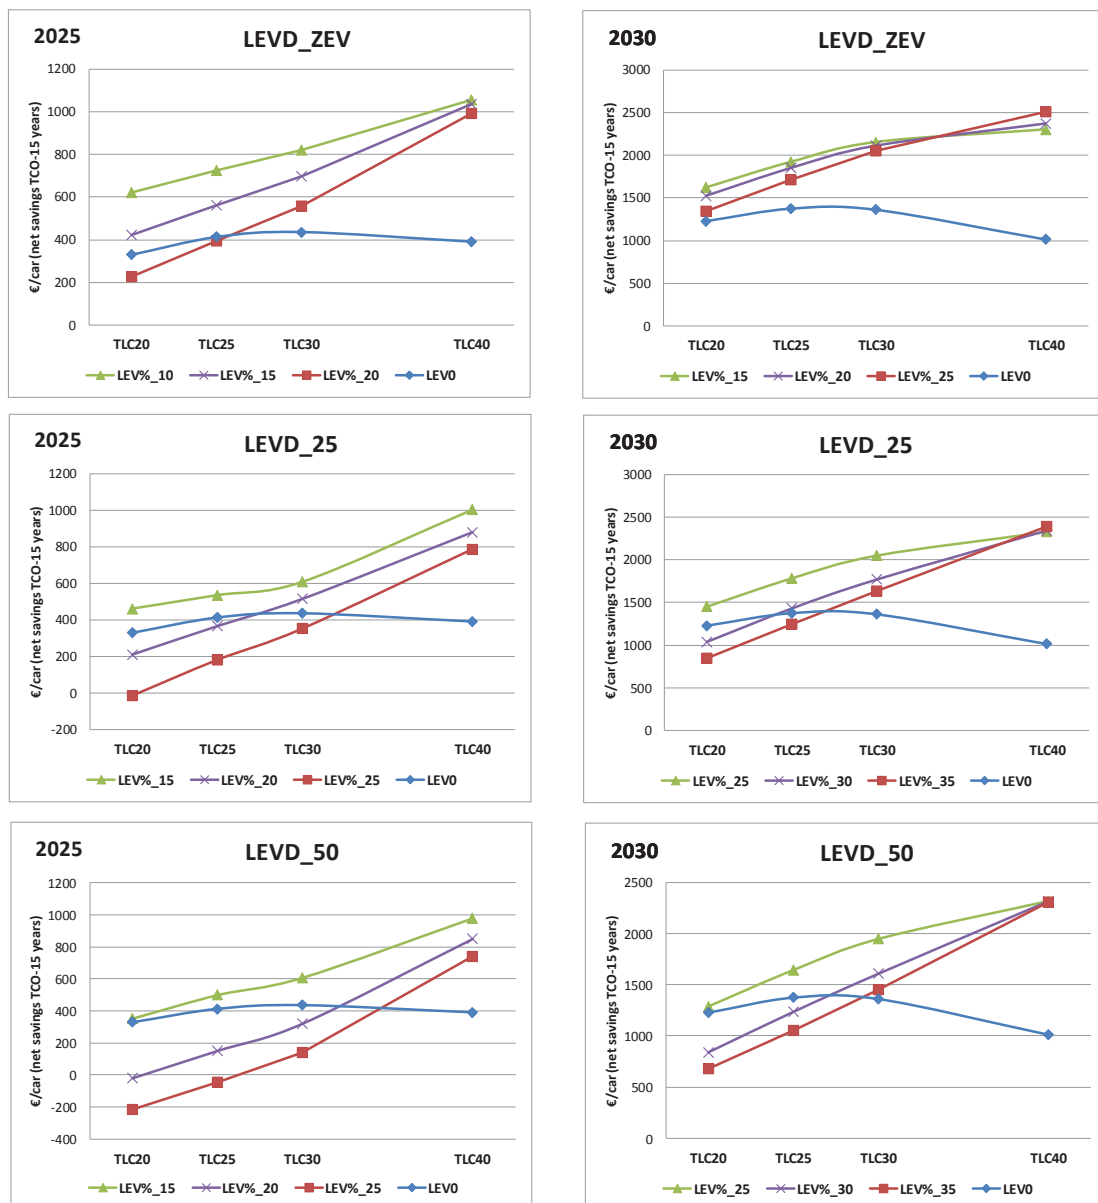 2025
LEVD_ZEV
€/car (net savings TCO-15 years)
1200
1000
800
600
400
200
0
TLC20 TLC25 TLC30 TLC40
LEV%_10 LEV%_15 LEV%_20 LEV0
2030
LEVD_ZEV
€/car (net savings TCO-15 years)
3000
2500
2000
1500
1000
500
0
TLC20 TLC25 TLC30 TLC40
LEV%_15 LEV%_20 LEV%_25 LEV0
2025
LEVD_25
€/car (net savings TCO-15 years)
1200
1000
800
600
400
200
0
-200
TLC20 TLC25 TLC30 TLC40
LEV%_15 LEV%_20 LEV%_25 LEV0
2030
LEVD_25
€/car (net savings TCO-15 years)
3000
2500
2000
1500
1000
500
0
TLC20 TLC25 TLC30 TLC40
LEV%_25 LEV%_30 LEV%_35 LEV0
2025
LEVD_50
€/car (net savings TCO-15 years)
1200
1000
800
600
400
200
0
-200
-400
TLC20 TLC25 TLC30 TLC40
LEV%_15 LEV%_20 LEV%_25 LEV0
2030
LEVD_50
€/car (net savings TCO-15 years)
2500
2000
1500
1000
500
0
TLC20 TLC25 TLC30 TLC40
LEV%_25 LEV%_30 LEV%_35 LEV0